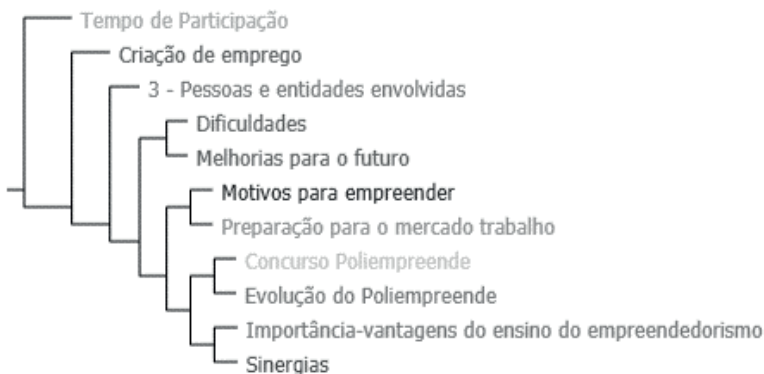 Tempo de Participação
Criação de emprego
3 - Pessoas e entidades envolvidas
Dificuldades
Melhorias para o futuro
Motivos para empreender
Preparação para o mercado trabalho
Concurso Poliempreende
Evolução do Poliempreende
Importância-vantagens do ensino do empreendedorismo
Sinergias